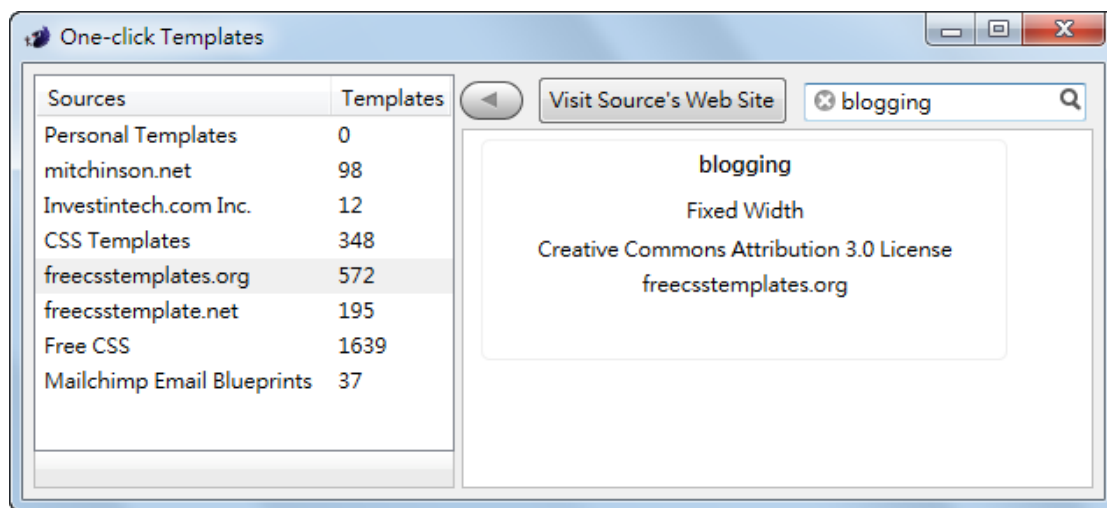 One-click Templates
Sources Templates
Personal Templates 0
mitchinson.net 98
Investintech.com Inc. 12
CSS Templates 348
freecsstemplates.org 572
freecsstemplate.net 195
Free CSS 1639
Mailchimp Email Blueprints 37
Visit Source's Web Site
blogging
blogging
Fixed Width
Creative Commons Attribution 3.0 License
freecsstemplates.org